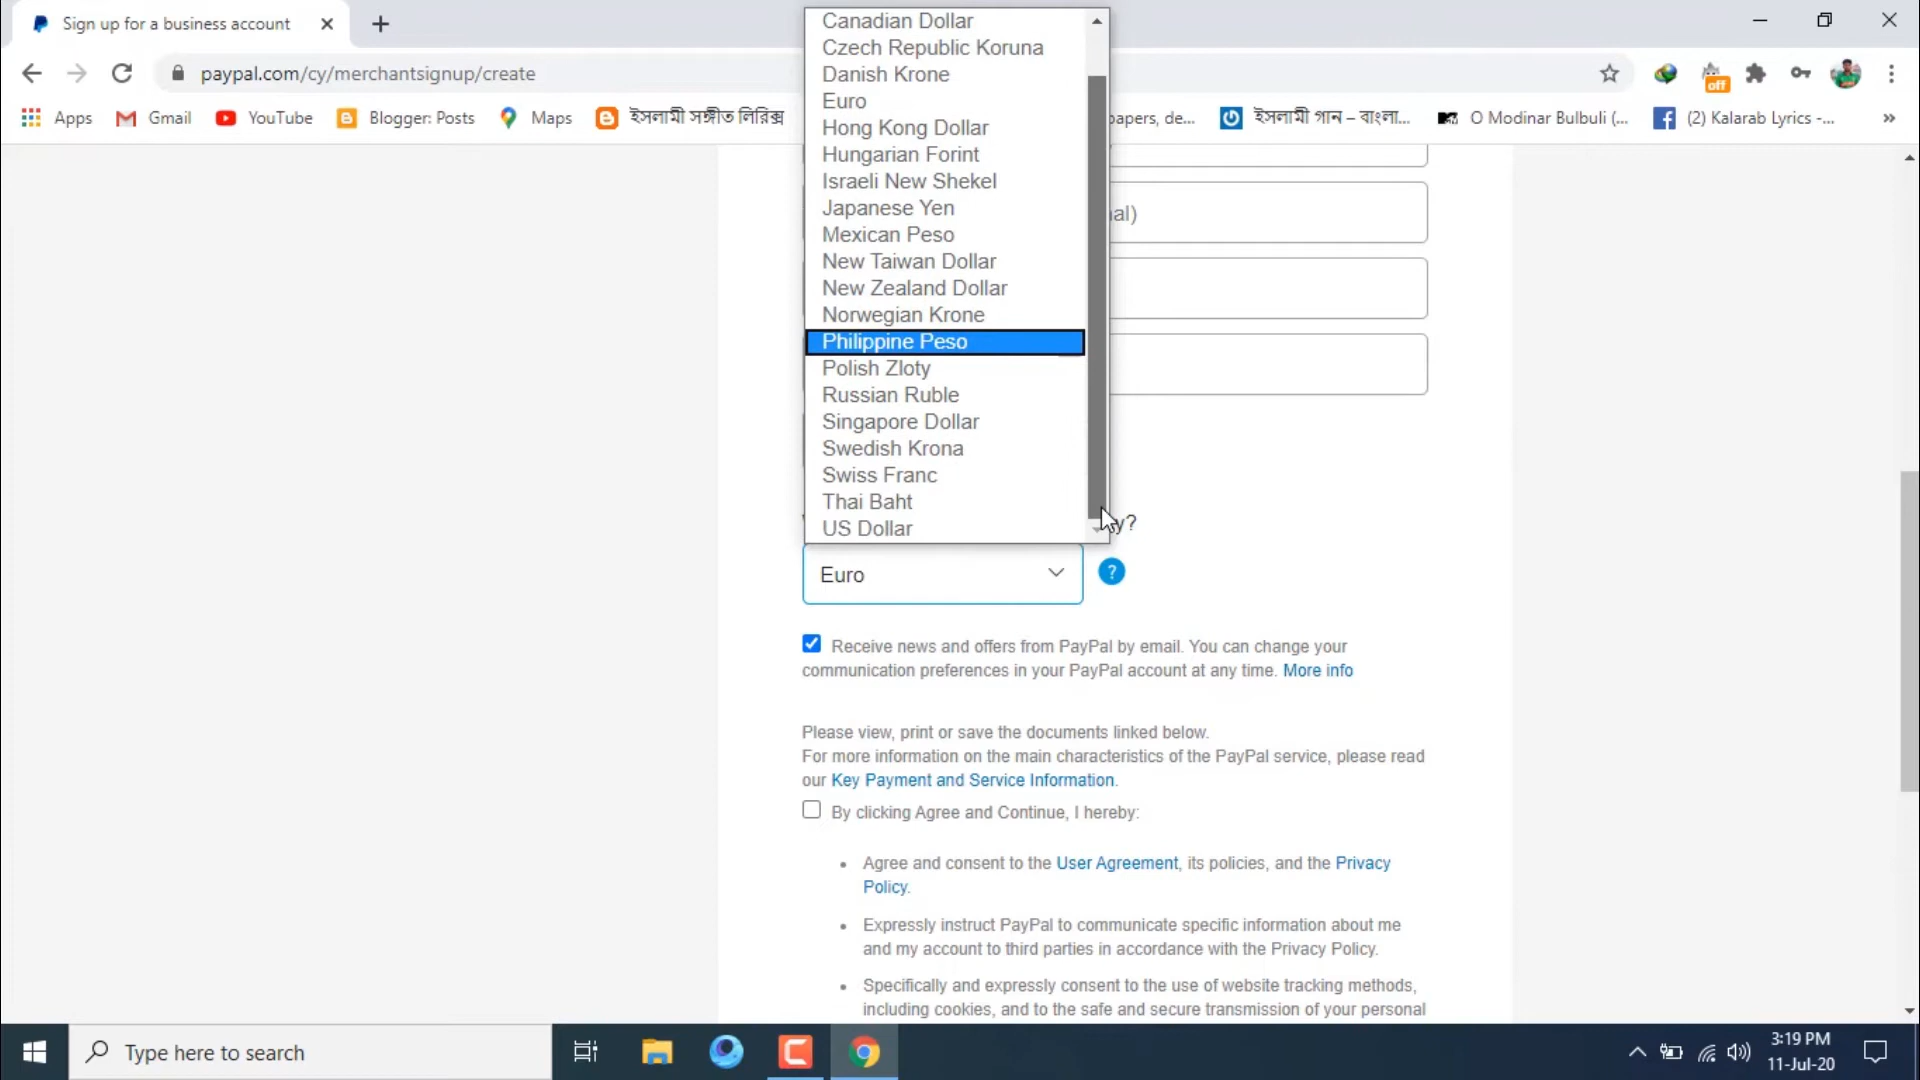 Sign up for a business account
paypal.com/cy/merchantsignup/create
off
Apps
Gmail
YouTube
Blogger: Posts
Maps
ইসলামী সঙ্গীত লিরিক্স
papers, de...
ইসলামী গান – বাংলা...
O Modinar Bulbuli (...
(2) Kalarab Lyrics -...
Canadian Dollar
Czech Republic Koruna
Danish Krone
Euro
Hong Kong Dollar
Hungarian Forint
Israeli New Shekel
Japanese Yen
al)
Mexican Peso
New Taiwan Dollar
New Zealand Dollar
Norwegian Krone
Philippine Peso
Polish Zloty
Russian Ruble
Singapore Dollar
Swedish Krona
Swiss Franc
Thai Baht
US Dollar
y?
Euro
?
Receive news and offers from PayPal by email. You can change your
communication preferences in your PayPal account at any time. More info
Please view, print or save the documents linked below.
For more information on the main characteristics of the PayPal service, please read
our Key Payment and Service Information.
By clicking Agree and Continue, I hereby:
Agree and consent to the User Agreement, its policies, and the Privacy
Policy.
Expressly instruct PayPal to communicate specific information about me
and my account to third parties in accordance with the Privacy Policy.
Specifically and expressly consent to the use of website tracking methods,
including cookies, and to the safe and secure transmission of your personal
Type here to search
3:19 PM
11-Jul-20